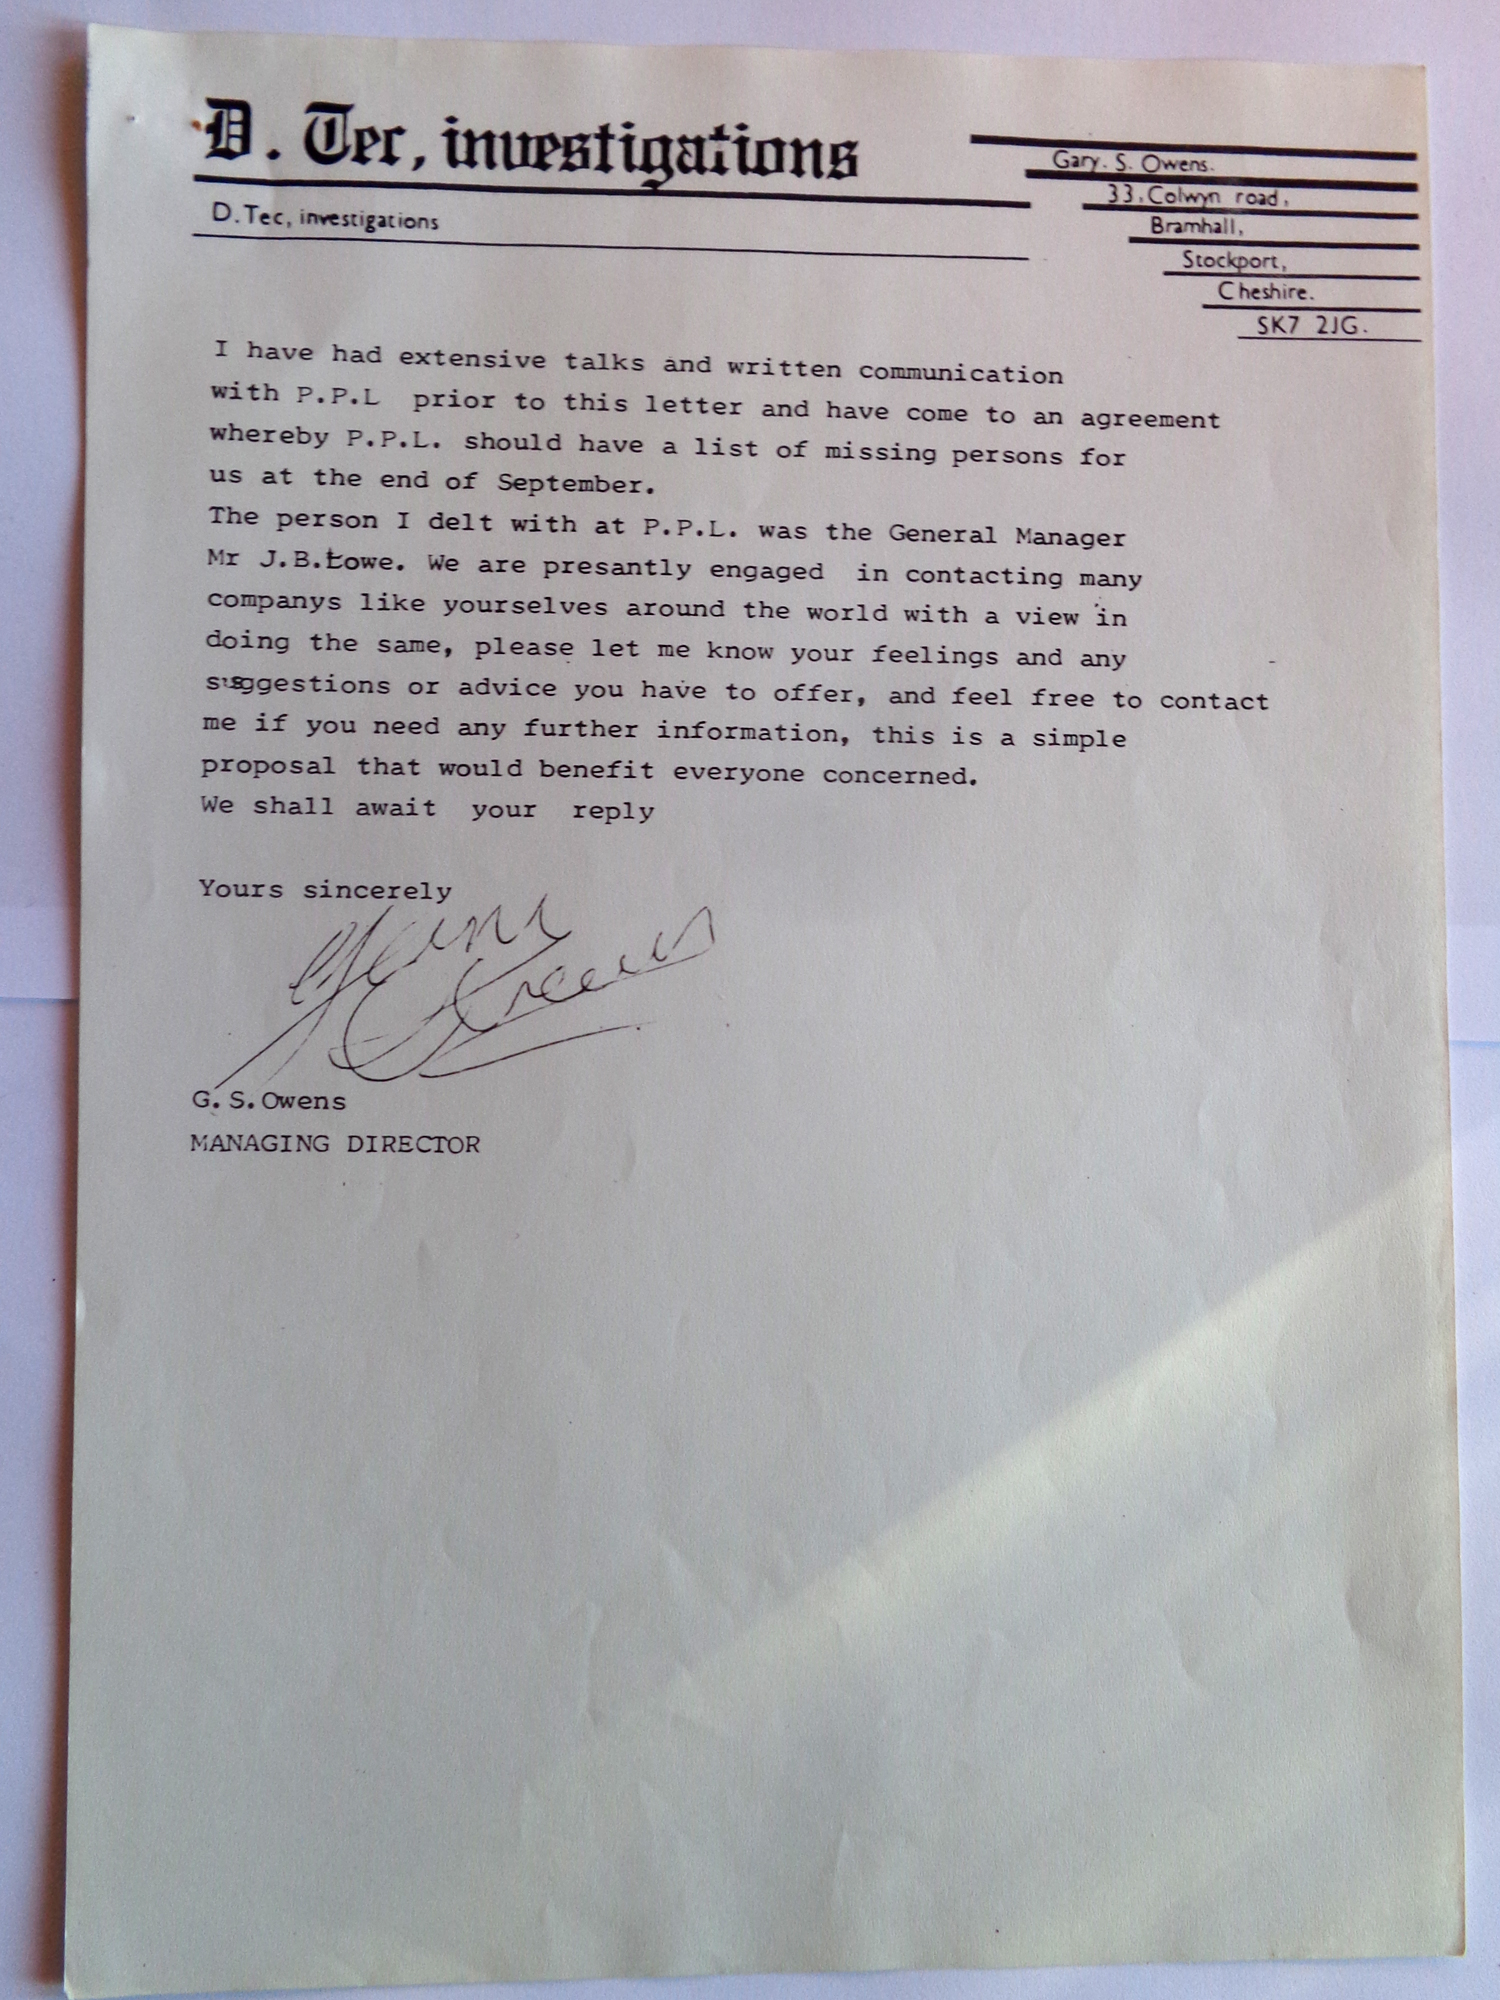 D. Tec, investigations
D.Tec, investigations
Gary. S. Owens.
33,Colwyn road,
Bramhall,
Stockport,
Cheshire.
SK7 2JG.
I have had extensive talks and written communication
with P.P.L prior to this letter and have come to an agreement
whereby P.P.L. should have a list of missing persons for
us at the end of September.
The person I delt with at P.P.L. was the General Manager
Mr J.B. We are presantly engaged in contacting many
companys like yourselves around the world with a view in
doing the same, please let me know your feelings and any
suggestions or advice you have to offer, and feel free to contact
me if you need any further information, this is a simple
proposal that would benefit everyone concerned.
We shall await your reply
Yours sincerely
G. S. Owens
MANAGING DIRECTOR